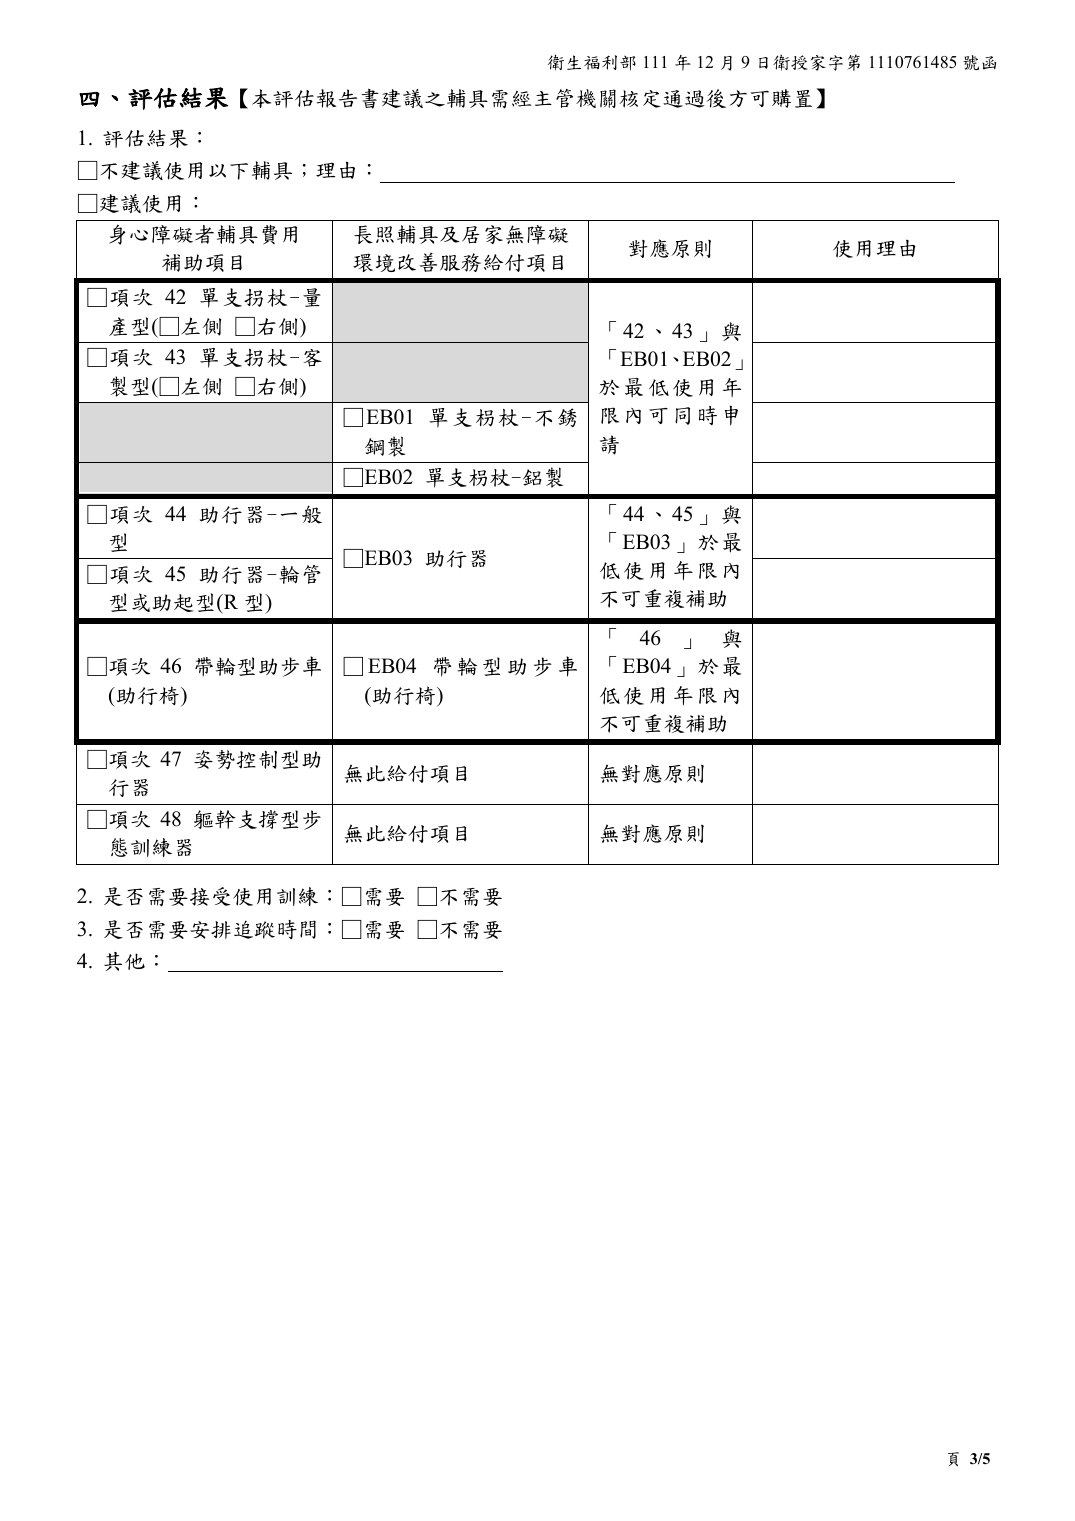 衛生福利部 111 年 12 月 9 日衛授家字第 1110761485 號函
四、評估結果【本評估報告書建議之輔具需經主管機關核定通過後方可購置】
1. 評估結果：
□不建議使用以下輔具；理由：
□建議使用：
身心障礙者輔具費用
補助項目
長照輔具及居家無障礙
環境改善服務給付項目
對應原則
使用理由
□項次 42 單支拐杖-量
產型(□左側 □右側)
□項次 43 單支拐杖-客
製型(□左側 □右側)
□EB01 單支柺杖-不銹
鋼製
□EB02 單支柺杖-鋁製
「42、43」與
「EB01、EB02」
於最低使用年
限內可同時申
請
□項次 44 助行器-一般
型
□項次 45 助行器-輪管
型或助起型(R 型)
□EB03 助行器
「44、45」與
「EB03」於最
低使用年限內
不可重複補助
□項次 46 帶輪型助步車
(助行椅)
□EB04 帶輪型助步車
(助行椅)
「46」與
「EB04」於最
低使用年限內
不可重複補助
□項次 47 姿勢控制型助
行器
無此給付項目
無對應原則
□項次 48 軀幹支撐型步
態訓練器
無此給付項目
無對應原則
2. 是否需要接受使用訓練：□需要 □不需要
3. 是否需要安排追蹤時間：□需要 □不需要
4. 其他：
頁 3/5